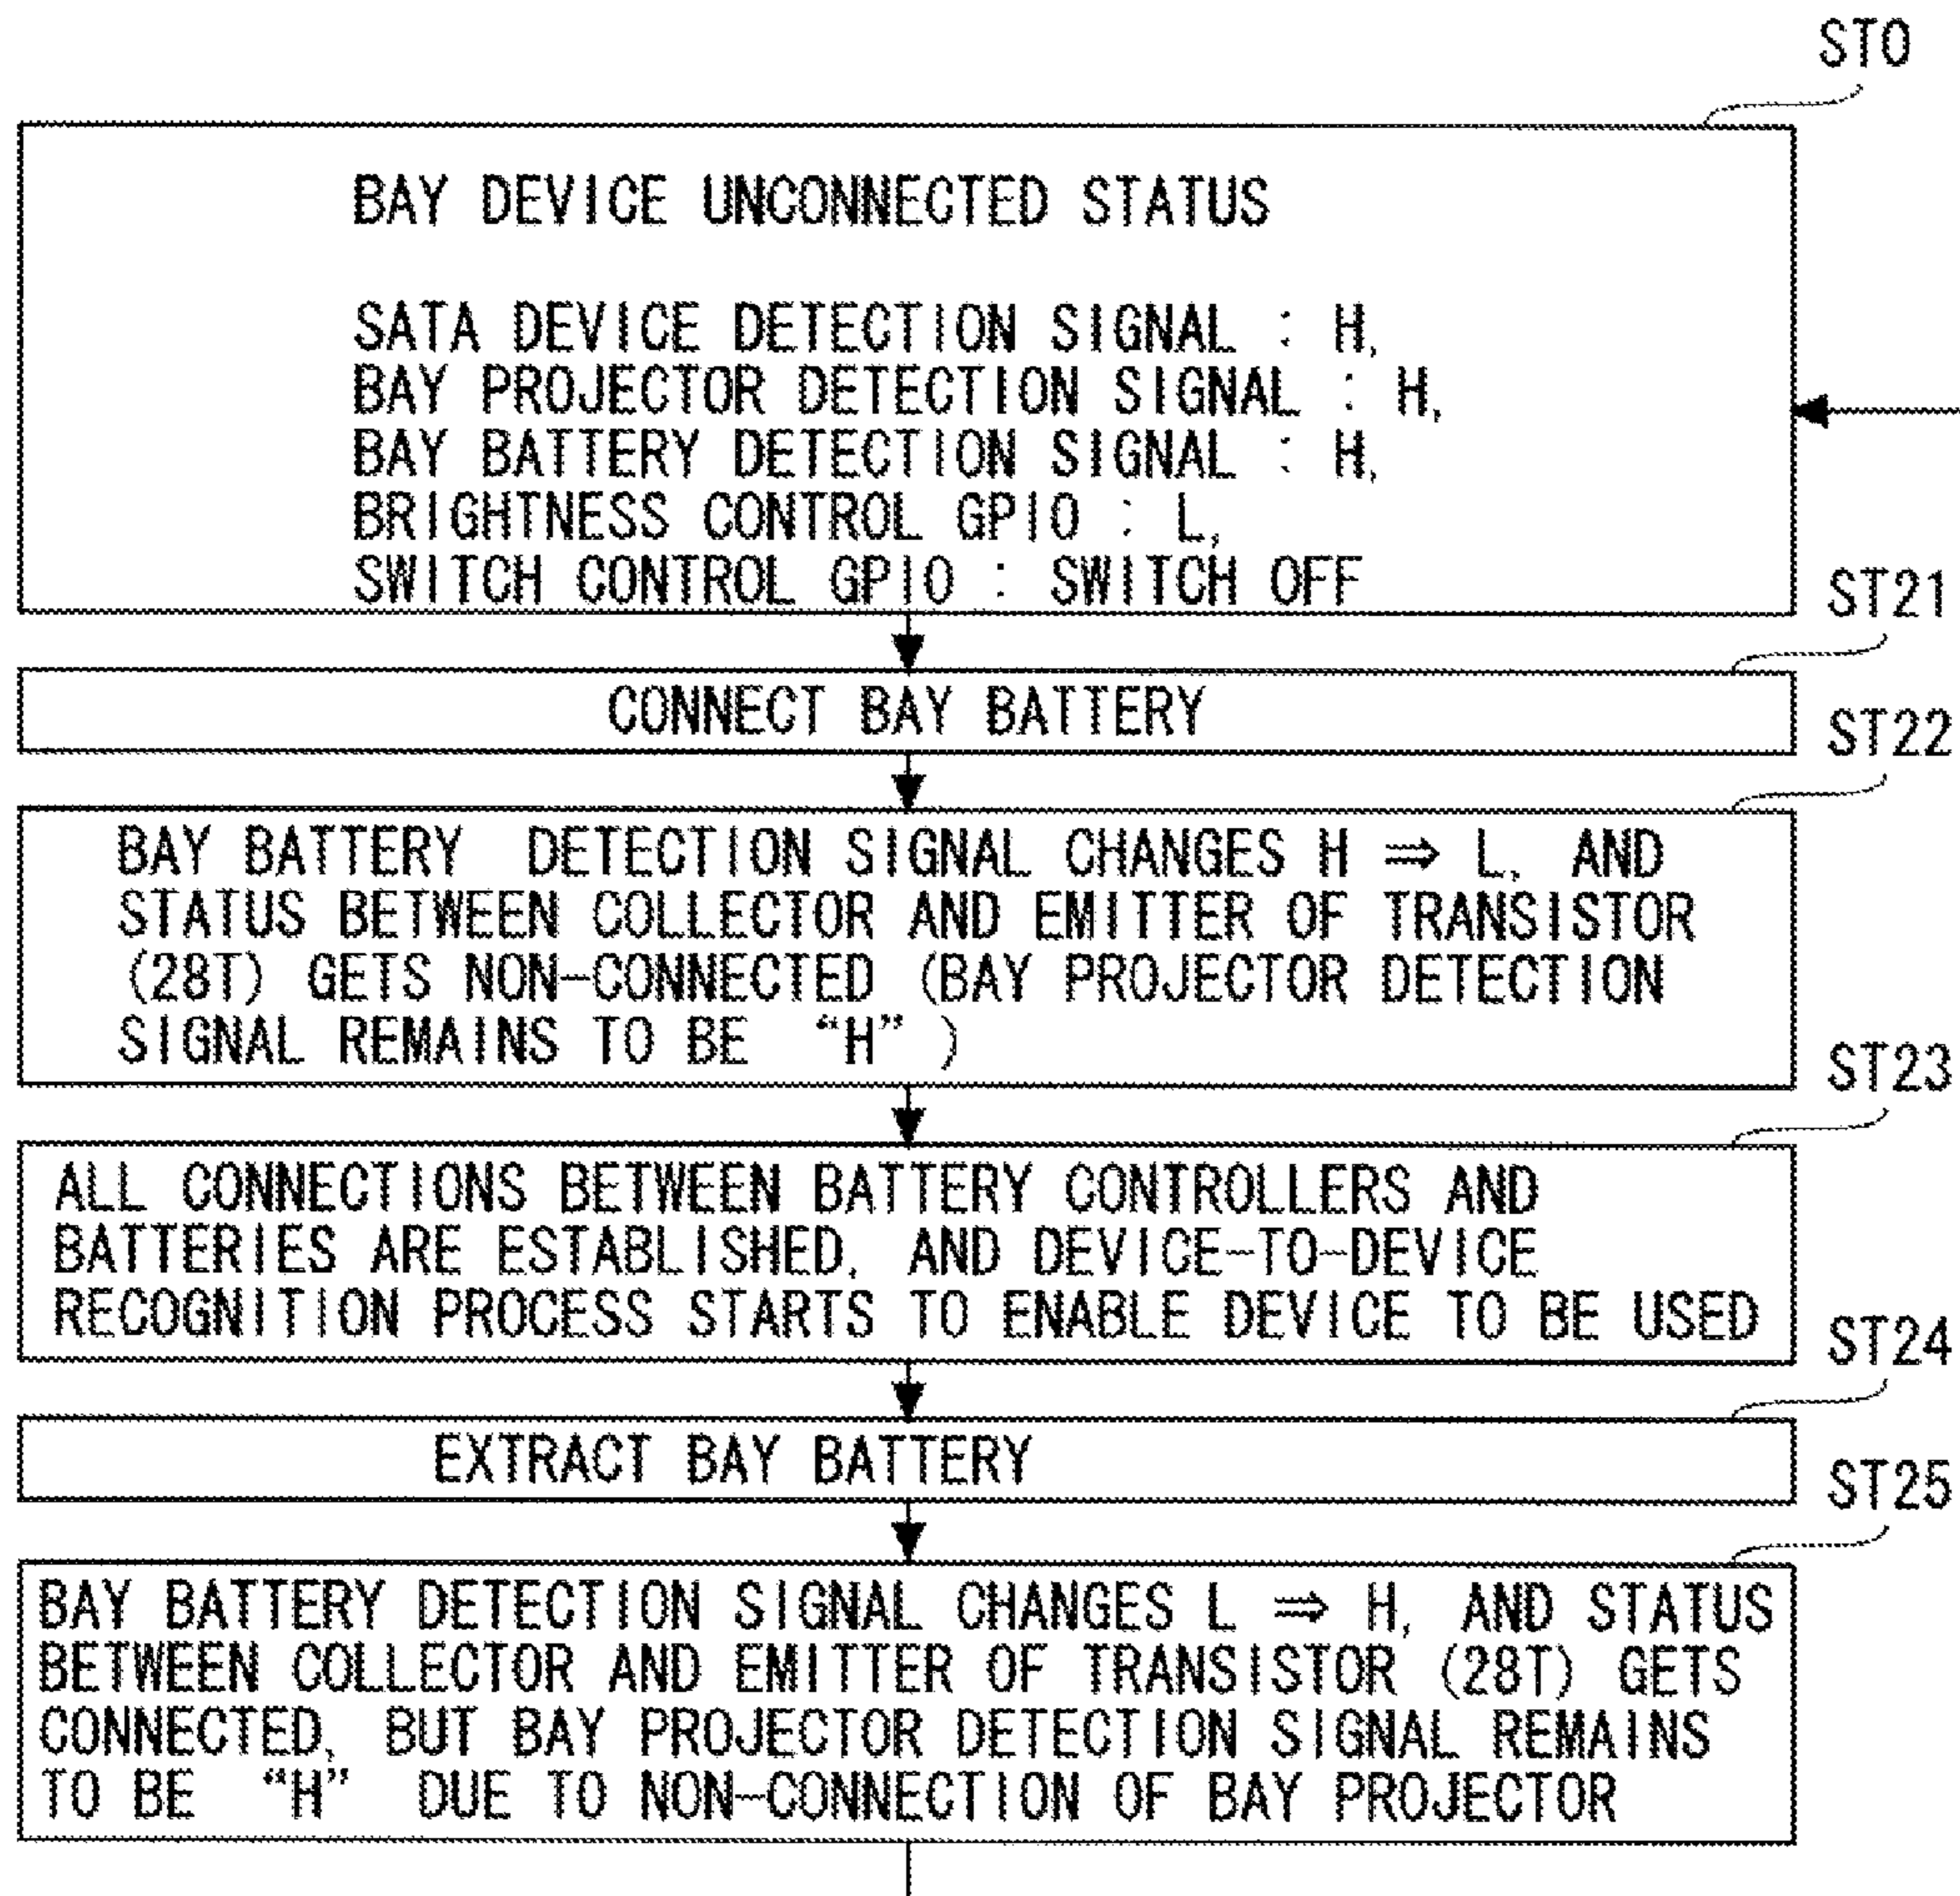 ST0
BAY DEVICE UNCONNECTED STATUS
SATA DEVICE DETECTION SIGNAL : H,
BAY PROJECTOR DETECTION SIGNAL : H,
BAY BATTERY DETECTION SIGNAL : H,
BRIGHTNESS CONTROL GPIO : L,
SWITCH CONTROL GPIO : SWITCH OFF
ST21
CONNECT BAY BATTERY
ST22
BAY BATTERY DETECTION SIGNAL CHANGES H ⇒ L, AND
STATUS BETWEEN COLLECTOR AND EMITTER OF TRANSISTOR
(28T) GETS NON-CONNECTED (BAY PROJECTOR DETECTION
SIGNAL REMAINS TO BE “H”)
ST23
ALL CONNECTIONS BETWEEN BATTERY CONTROLLERS AND
BATTERIES ARE ESTABLISHED, AND DEVICE-TO-DEVICE
RECOGNITION PROCESS STARTS TO ENABLE DEVICE TO BE USED
ST24
EXTRACT BAY BATTERY
ST25
BAY BATTERY DETECTION SIGNAL CHANGES L ⇒ H, AND STATUS
BETWEEN COLLECTOR AND EMITTER OF TRANSISTOR (28T) GETS
CONNECTED, BUT BAY PROJECTOR DETECTION SIGNAL REMAINS
TO BE “H” DUE TO NON-CONNECTION OF BAY PROJECTOR